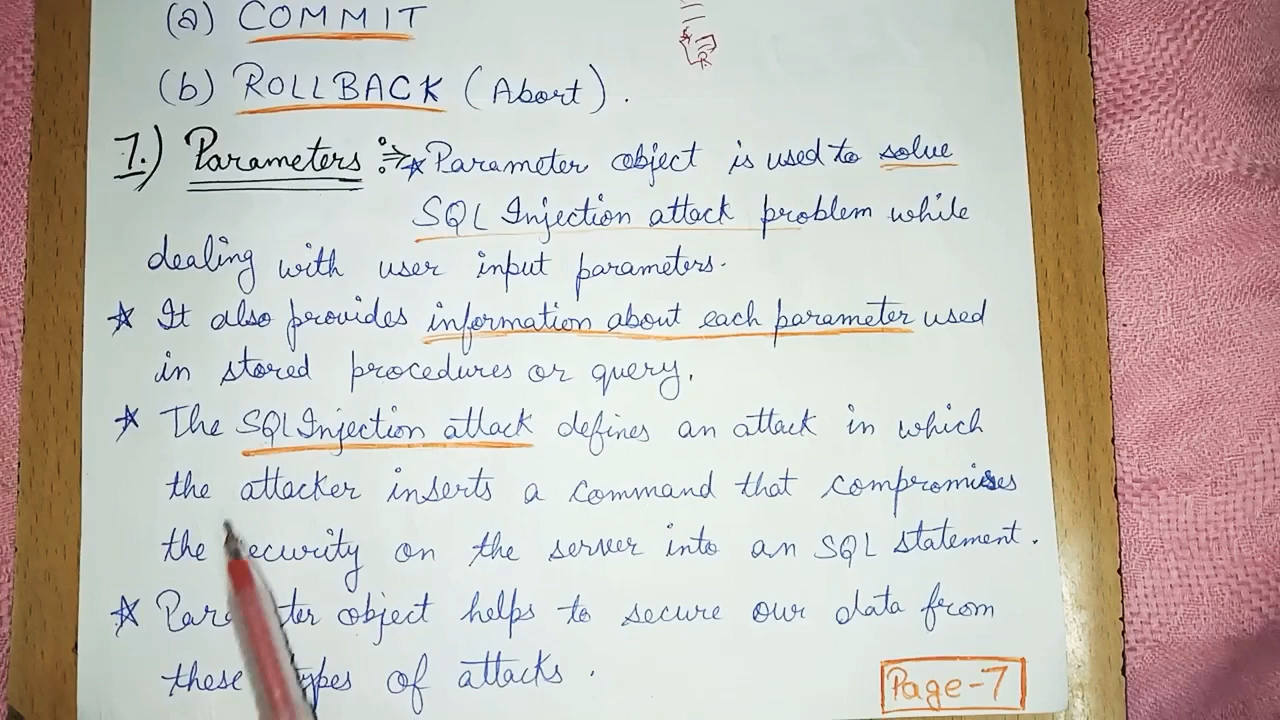 (a) COMMIT
(b) ROLLBACK (Abort).
7.) Parameters :⇒ ★ Parameter object is used to solve
SQL Injection attack problem while
dealing with user input parameters.
★ It also provides information about each parameter used
in stored procedures or query.
★ The SQL Injection attack defines an attack in which
the attacker inserts a command that compromises
the security on the server into an SQL statement.
★ Parameter object helps to secure our data from
these types of attacks.
Page-7